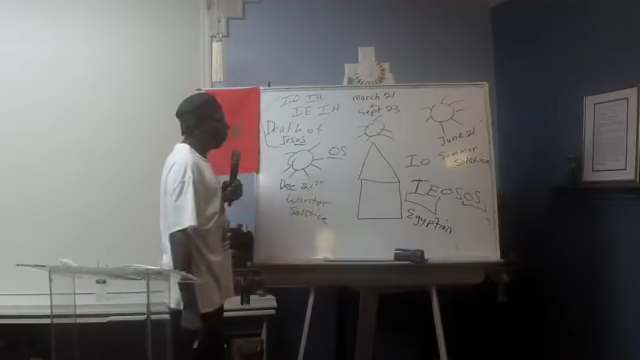 IO IH
IE IH
Death of
Jesus
OS
Dec 21st
Winter
Solstice
march 21
Sept 23
June 21
Summer
Solstice
IO
IEOSOS
Egyptian